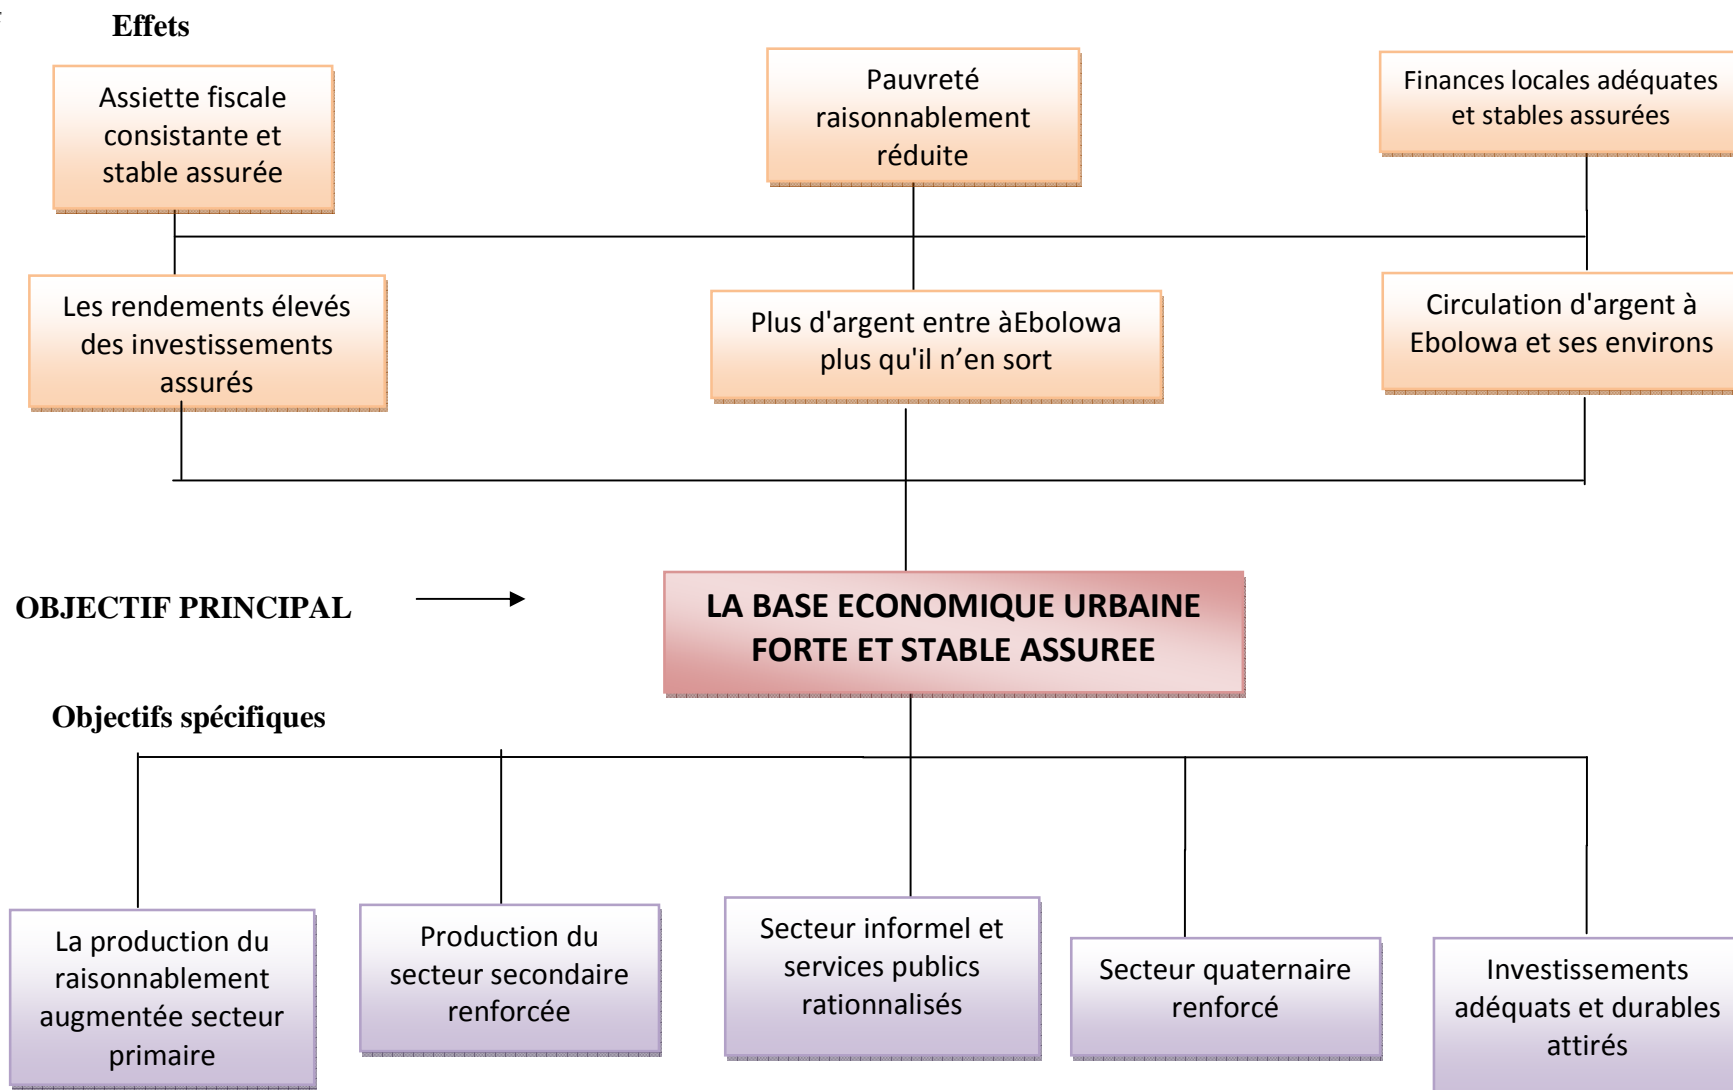 Effets
Assiette fiscale
consistante et
stable assurée
Pauvreté
raisonnablement
réduite
Finances locales adéquates
et stables assurées
Les rendements élevés
des investissements
assurés
Plus d'argent entre àEbolowa
plus qu'il n’en sort
Circulation d'argent à
Ebolowa et ses environs
OBJECTIF PRINCIPAL
LA BASE ECONOMIQUE URBAINE
FORTE ET STABLE ASSUREE
Objectifs spécifiques
La production du
raisonnablement
augmentée secteur
primaire
Production du
secteur secondaire
renforcée
Secteur informel et
services publics
rationnalisés
Secteur quaternaire
renforcé
Investissements
adéquats et durables
attirés